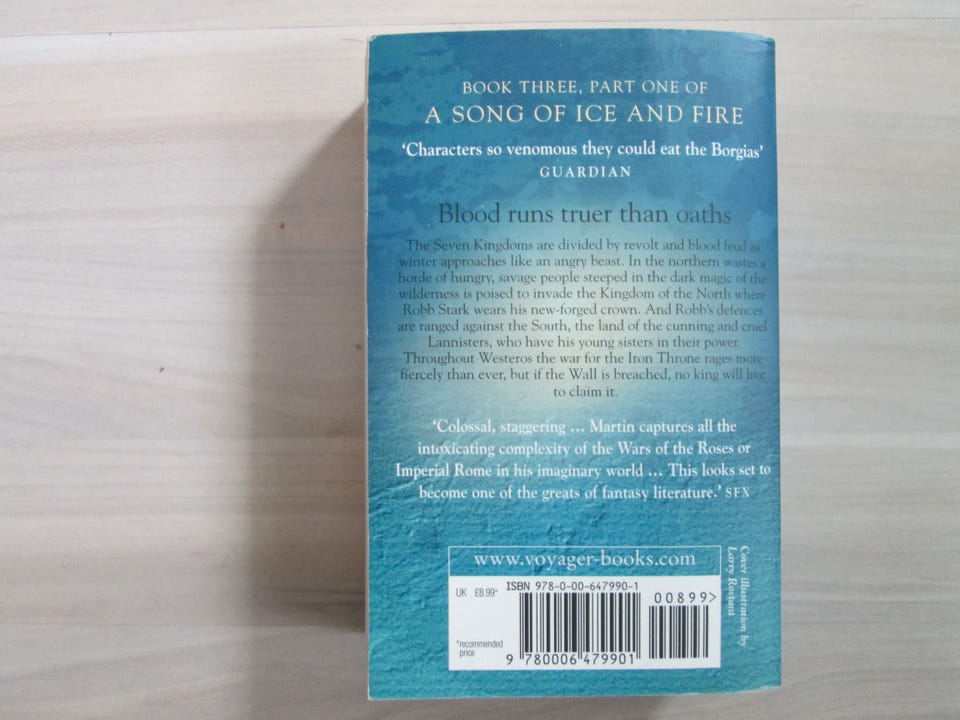 BOOK THREE, PART ONE OF
A SONG OF ICE AND FIRE
‘Characters so venomous they could eat the Borgias’
GUARDIAN
Blood runs truer than oaths
The Seven Kingdoms are divided by revolt and blood feud as
winter approaches like an angry beast. In the northern wastes a
horde of hungry, savage people steeped in the dark magic of the
wilderness is poised to invade the Kingdom of the North where
Robb Stark wears his new-forged crown. And Robb's defences
are ranged against the South, the land of the cunning and cruel
Lannisters, who have his young sisters in their power.
Throughout Westeros the war for the Iron Throne rages more
fiercely than ever, but if the Wall is breached, no king will live
to claim it.
‘Colossal, staggering ... Martin captures all the
intoxicating complexity of the Wars of the Roses or
Imperial Rome in his imaginary world ... This looks set to
become one of the greats of fantasy literature.’ SFX
www.voyager-books.com
ISBN 978-0-00-647990-1
UK £8.99*
00899>
*recommended
price
9 780006 479901
Cover illustration by
Larry Rostant